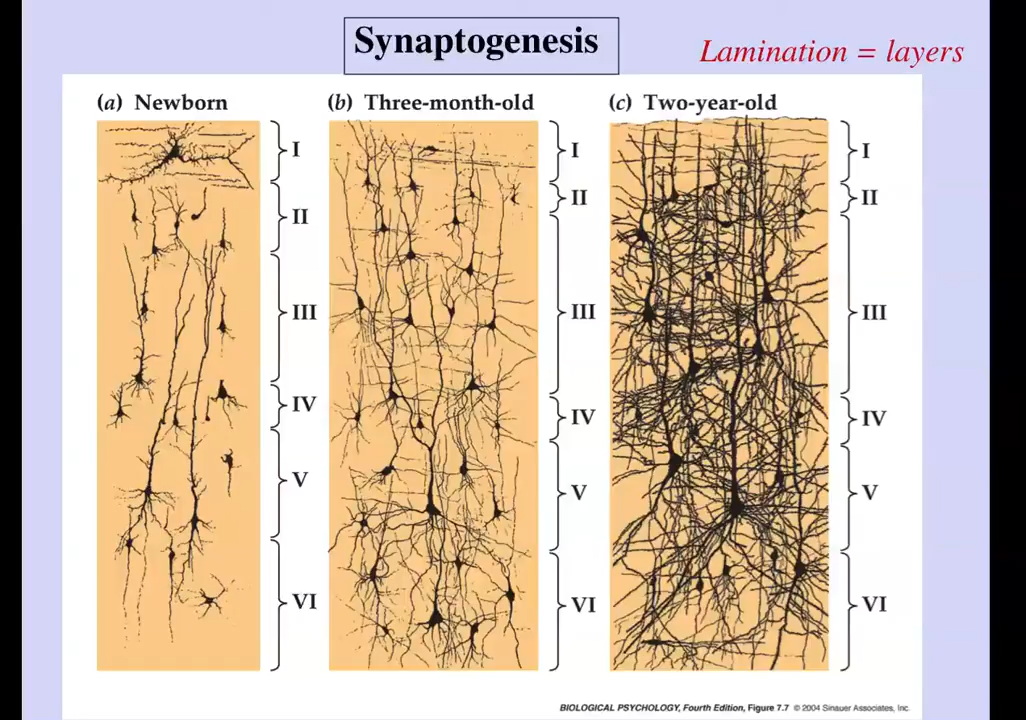 Synaptogenesis
Lamination = layers
(a) Newborn
(b) Three-month-old
(c) Two-year-old
I
II
III
IV
V
VI
I
II
III
IV
V
VI
I
II
III
IV
V
VI
BIOLOGICAL PSYCHOLOGY, Fourth Edition, Figure 7.7 © 2004 Sinauer Associates, Inc.